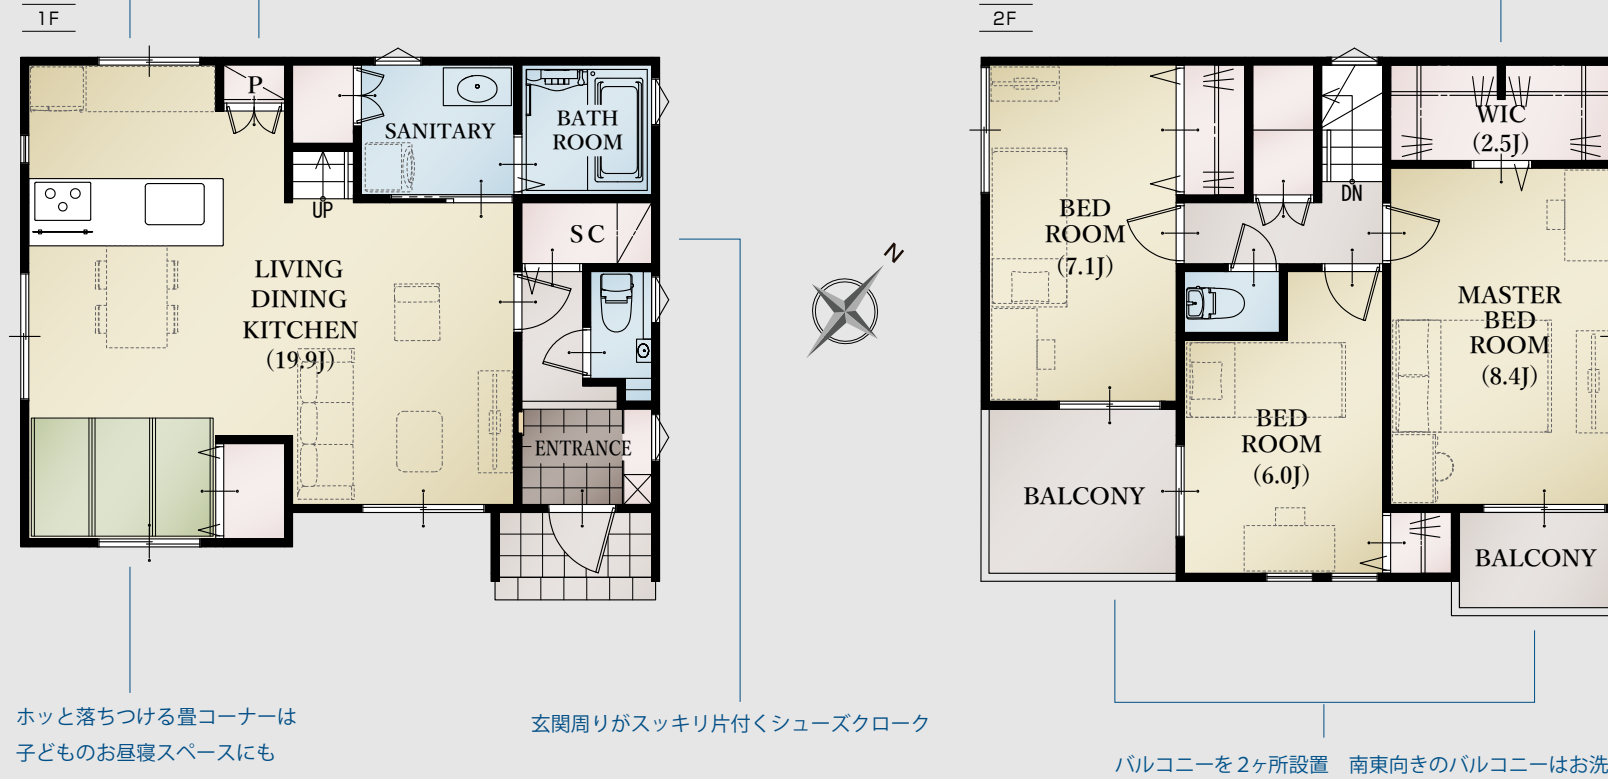 1F
P
SANITARY
BATH
ROOM
UP
SC
LIVING
DINING
KITCHEN
(19.9J)
ENTRANCE
N
2F
WIC
(2.5J)
DN
BED
ROOM
(7.1J)
MASTER
BED
ROOM
(8.4J)
BED
ROOM
(6.0J)
BALCONY
BALCONY
ホッと落ちつける畳コーナーは
子どものお昼寝スペースにも
玄関周りがスッキリ片付くシューズクローク
バルコニーを2ヶ所設置 南東向きのバルコニーはお洗